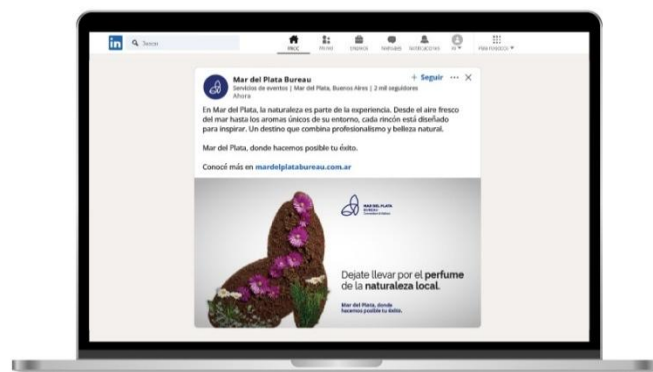 in
Buscar
Mar del Plata Bureau
+ Seguir ··· ×
Servicios de eventos | Mar del Plata, Buenos Aires | 2 mil seguidores
Ahora
En Mar del Plata, la naturaleza es parte de la experiencia. Desde el aire fresco
del mar hasta los aromas únicos de su entorno, cada rincón está diseñado
para inspirar. Un destino que combina profesionalismo y belleza natural.
Mar del Plata, donde hacemos posible tu éxito.
Conocé más en mardelplatabureau.com.ar
MAR DEL PLATA
BUREAU
Dejate llevar por el perfume
de la naturaleza local.
Mar del Plata, donde
hacemos posible tu éxito.